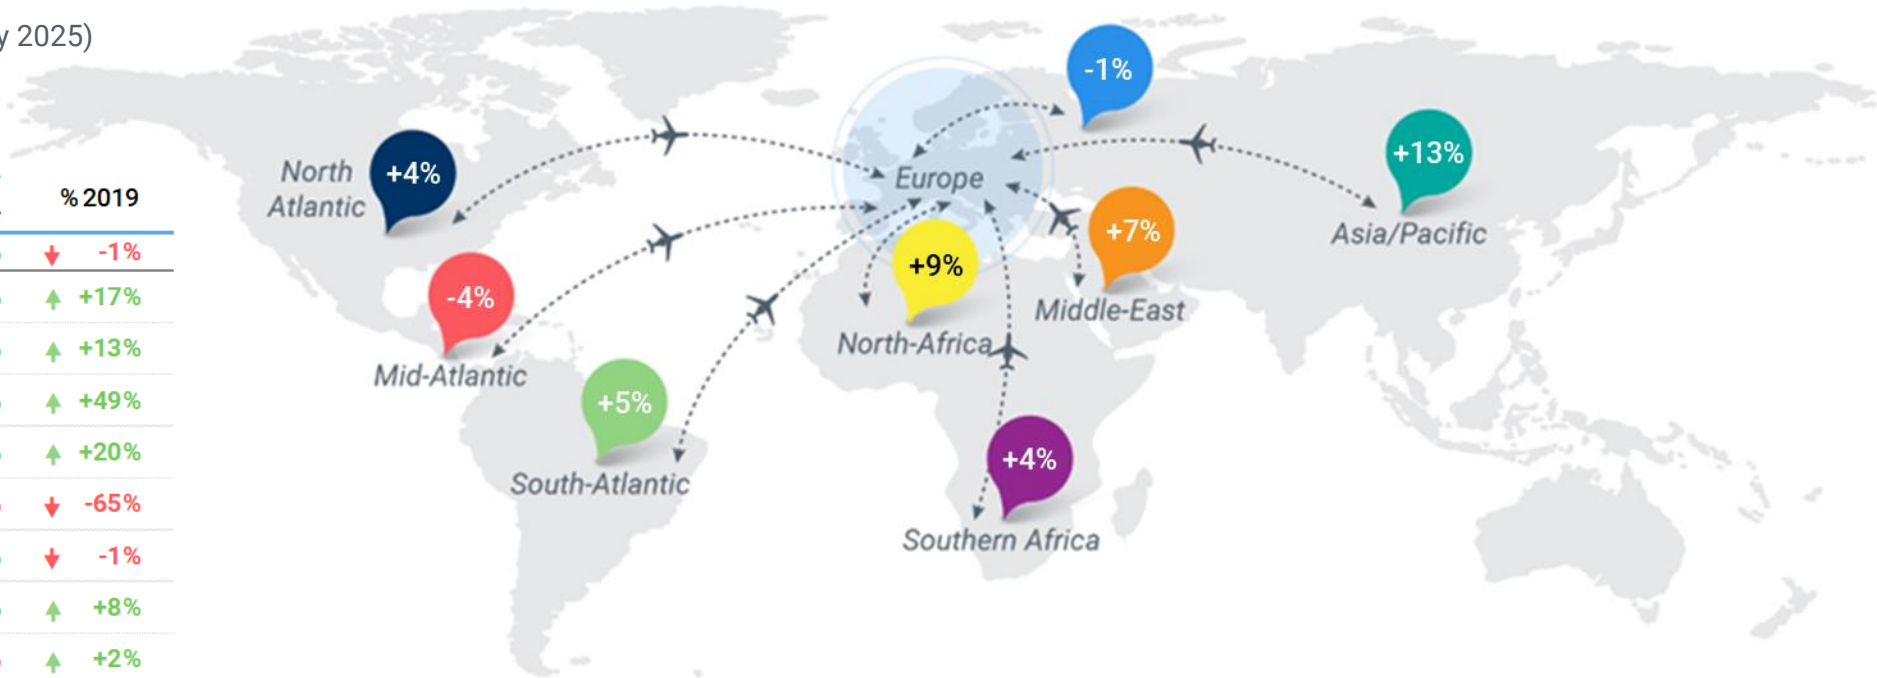 y 2025)
% 2019
-1%
+17%
+13%
+49%
+20%
-65%
-1%
+8%
+2%
-1%
+13%
Asia/Pacific
North
Atlantic
+4%
Europe
+7%
Middle-East
+9%
North-Africa
-4%
Mid-Atlantic
+5%
South-Atlantic
+4%
Southern Africa